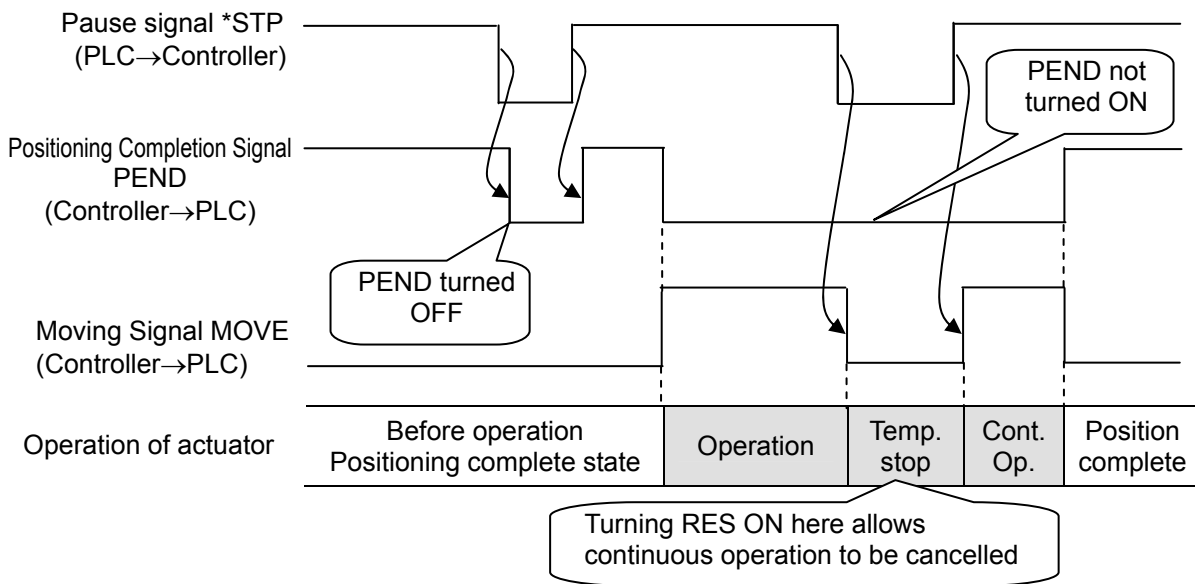 Pause signal *STP
(PLC→Controller)
PEND not
turned ON
Positioning Completion Signal
PEND
(Controller→PLC)
PEND turned
OFF
Moving Signal MOVE
(Controller→PLC)
Operation of actuator
Before operation
Positioning complete state
Operation
Temp.
stop
Cont.
Op.
Position
complete
Turning RES ON here allows
continuous operation to be cancelled